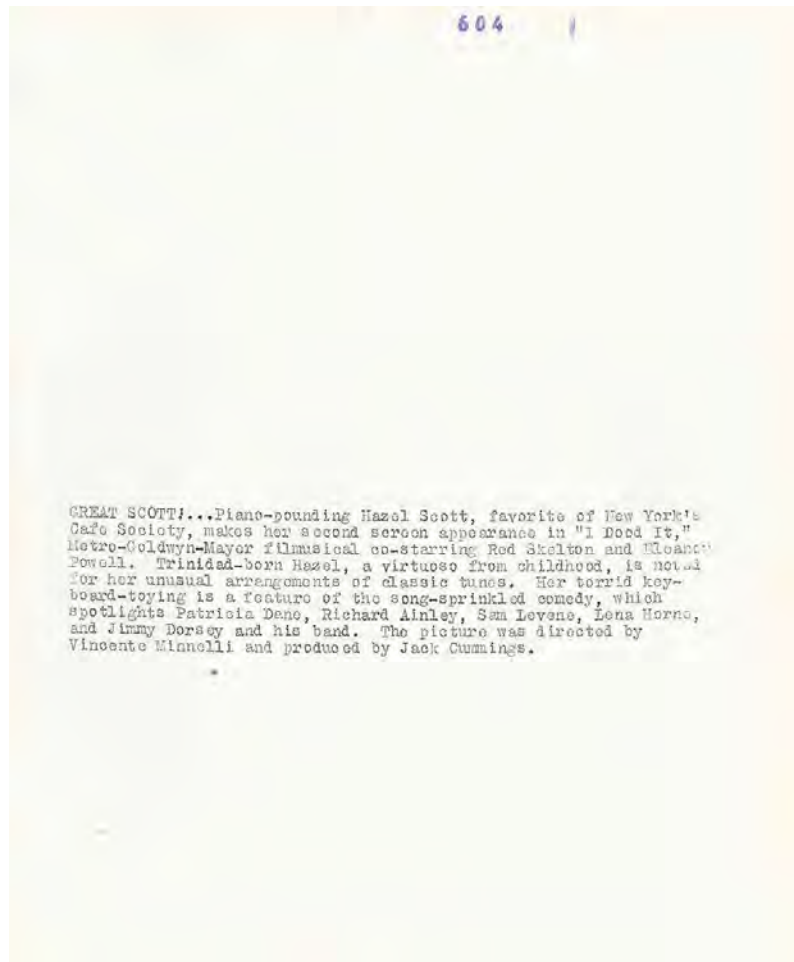 604
GREAT SCOTT!...Piano-pounding Hazel Scott, favorite of New York's
Cafe Society, makes her second screen appearance in "I Dood It,"
Metro-Goldwyn-Mayer filmusical co-starring Red Skelton and Eleanor
Powell. Trinidad-born Hazel, a virtuoso from childhood, is noted
for her unusual arrangements of classic tunes. Her torrid key-
board-toying is a feature of the song-sprinkled comedy, which
spotlights Patricia Dane, Richard Ainley, Sam Levene, Lena Horne,
and Jimmy Dorsey and his band. The picture was directed by
Vincente Minnelli and produced by Jack Cummings.